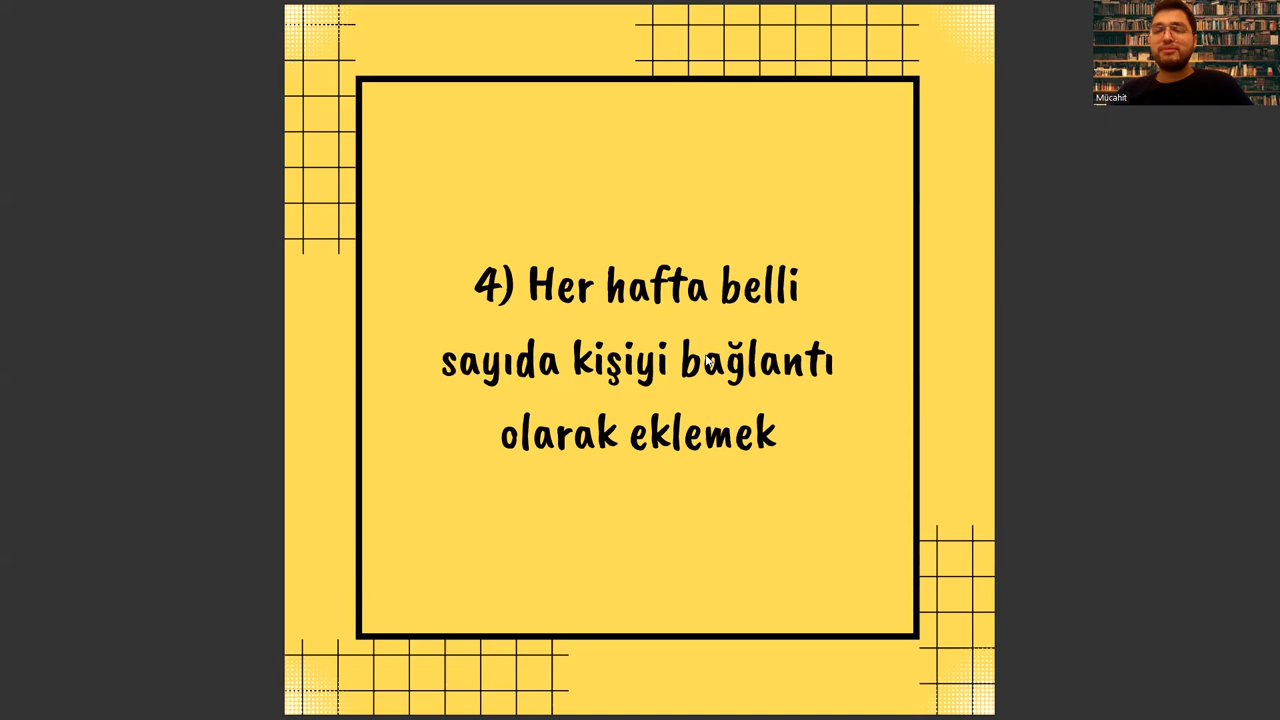 4) Her hafta belli
sayıda kişiyi bağlantı
olarak eklemek
Mücahit